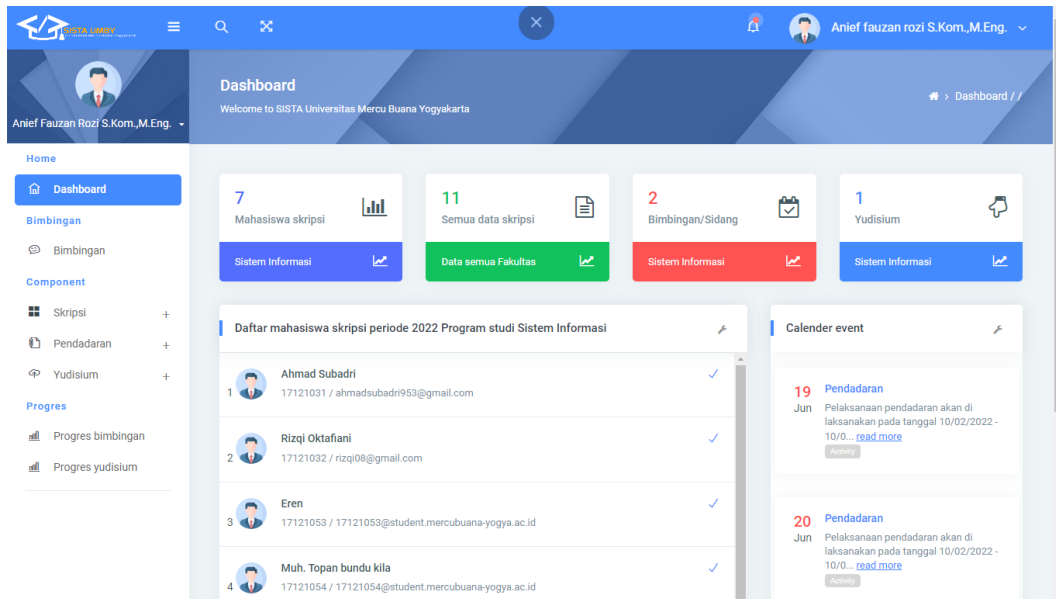 SISTA UMBY
Anief fauzan rozi S.Kom.,M.Eng.
Anief Fauzan Rozi S.Kom.,M.Eng.
Dashboard
Welcome to SISTA Universitas Mercu Buana Yogyakarta
> Dashboard / /
Home
Dashboard
Bimbingan
Bimbingan
Component
Skripsi +
Pendadaran +
Yudisium +
Progres
Progres bimbingan
Progres yudisium
7
Mahasiswa skripsi
Sistem Informasi
11
Semua data skripsi
Data semua Fakultas
2
Bimbingan/Sidang
Sistem Informasi
1
Yudisium
Sistem Informasi
Daftar mahasiswa skripsi periode 2022 Program studi Sistem Informasi
1
Ahmad Subadri
17121031 / ahmadsubadri953@gmail.com
2
Rizqi Oktafiani
17121032 / rizqi08@gmail.com
3
Eren
17121053 / 17121053@student.mercubuana-yogya.ac.id
4
Muh. Topan bundu kila
17121054 / 17121054@student.mercubuana-yogya.ac.id
Calender event
19
Jun
Pendadaran
Pelaksanaan pendadaran akan di
laksanakan pada tanggal 10/02/2022 -
10/0... read more
Activity
20
Jun
Pendadaran
Pelaksanaan pendadaran akan di
laksanakan pada tanggal 10/02/2022 -
10/0... read more
Activity